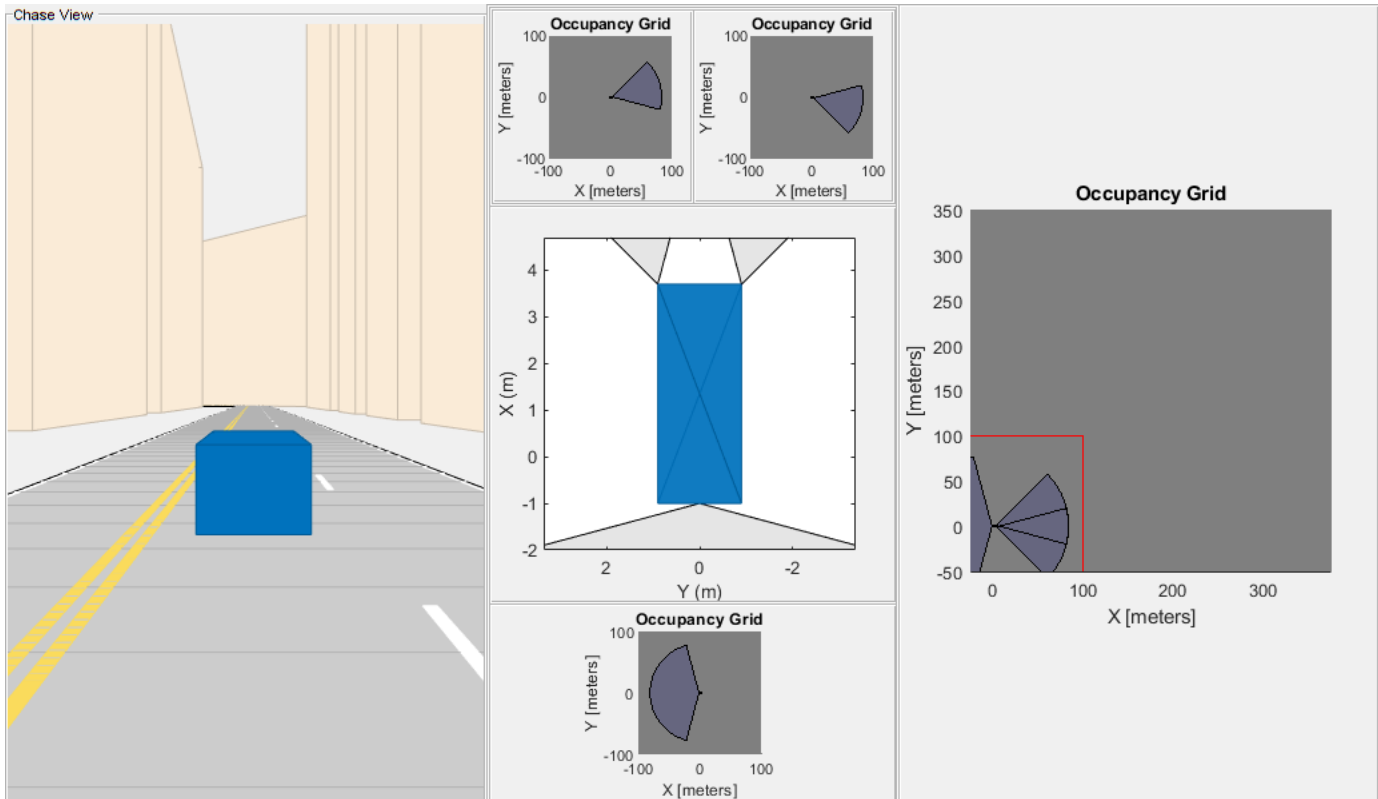 Chase View
Occupancy Grid
100
0
-100
Y [meters]
-100 0 100
X [meters]
Occupancy Grid
100
0
-100
Y [meters]
-100 0 100
X [meters]
4
3
2
1
0
-1
-2
X (m)
2 0 -2
Y (m)
Occupancy Grid
100
0
-100
Y [meters]
-100 0 100
X [meters]
Occupancy Grid
350
300
250
200
150
100
50
0
-50
Y [meters]
0 100 200 300
X [meters]